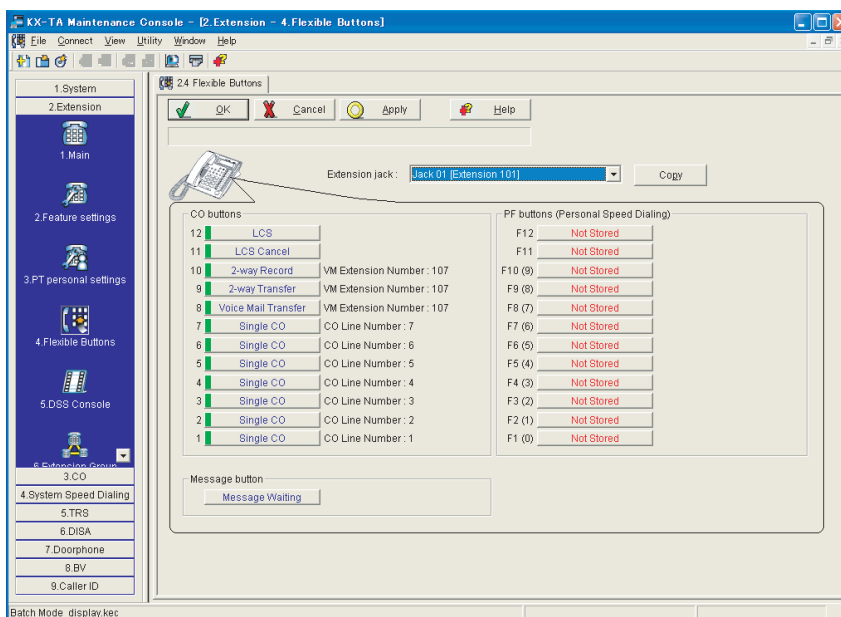 KX-TA Maintenance Console - [2.Extension - 4.Flexible Buttons]
File Connect View Utility Window Help
1.System
2.Extension
1.Main
2.Feature settings
3.PT personal settings
4.Flexible Buttons
5.DSS Console
6.Extension Group
3.CO
4.System Speed Dialing
5.TRS
6.DISA
7.Doorphone
8.BV
9.Caller ID
2.4 Flexible Buttons
OK Cancel Apply Help
Extension jack : Jack 01 [Extension 101] Copy
CO buttons
12 LCS
11 LCS Cancel
10 2-way Record VM Extension Number : 107
9 2-way Transfer VM Extension Number : 107
8 Voice Mail Transfer VM Extension Number : 107
7 Single CO CO Line Number : 7
6 Single CO CO Line Number : 6
5 Single CO CO Line Number : 5
4 Single CO CO Line Number : 4
3 Single CO CO Line Number : 3
2 Single CO CO Line Number : 2
1 Single CO CO Line Number : 1
PF buttons (Personal Speed Dialing)
F12 Not Stored
F11 Not Stored
F10 (9) Not Stored
F9 (8) Not Stored
F8 (7) Not Stored
F7 (6) Not Stored
F6 (5) Not Stored
F5 (4) Not Stored
F4 (3) Not Stored
F3 (2) Not Stored
F2 (1) Not Stored
F1 (0) Not Stored
Message button
Message Waiting
Batch Mode display.kec